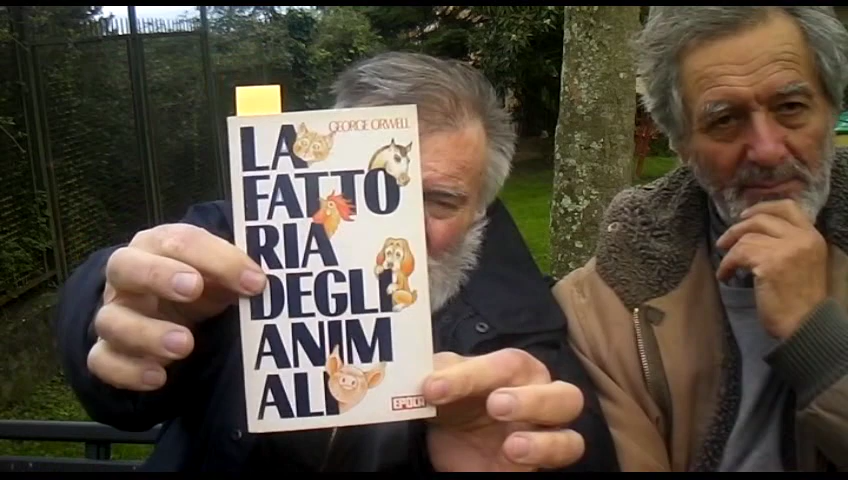 GEORGE ORWELL
LA
FATTO
RIA
DEGLI
ANIM
ALI
EPOCA